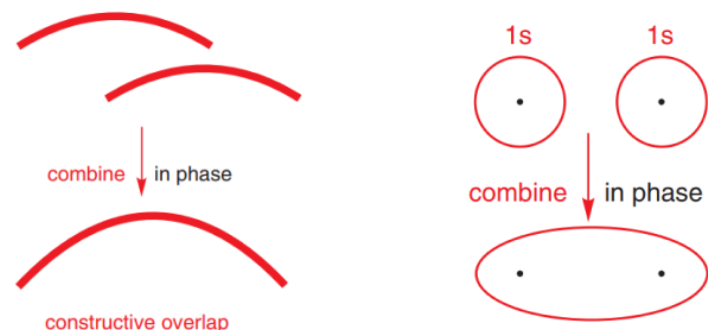 combine in phase
constructive overlap
1s 1s
combine in phase